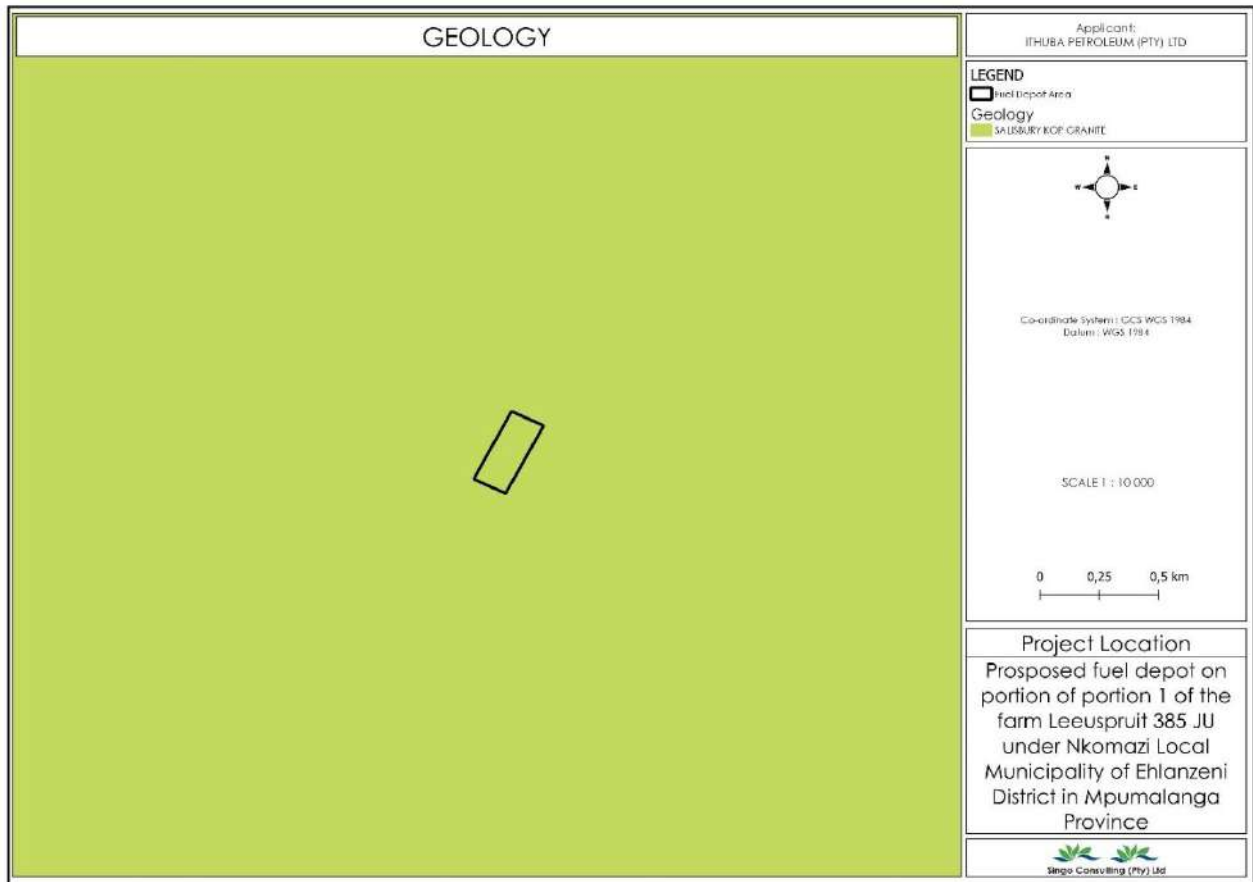 GEOLOGY
Applicant:
ITHUBA PETROLEUM (PTY) LTD
LEGEND
Fuel Depot Area
Geology
SALISBURY KOP GRANITE
N
W
E
Co-ordinate System : GCS WGS 1984
Datum : WGS 1984
SCALE 1 : 10 000
0 0,25 0,5 km
Project Location
Prosposed fuel depot on
portion of portion 1 of the
farm Leeuspruit 385 JU
under Nkomazi Local
Municipality of Ehlanzeni
District in Mpumalanga
Province
Singo Consulting (Pty) Ltd